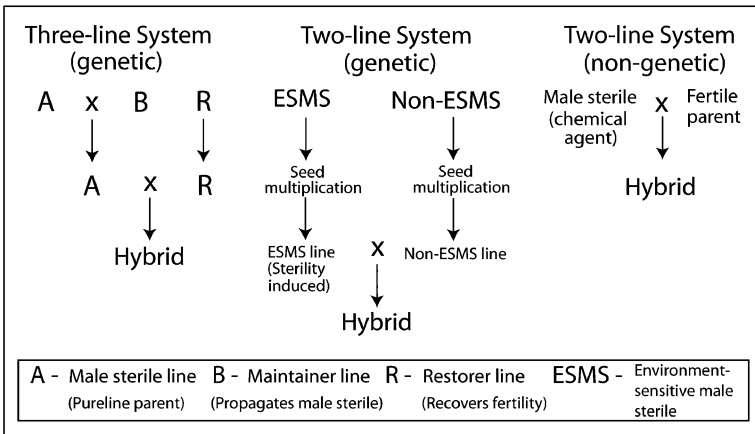 Three-line System
(genetic)
A x B R
A x R
Hybrid
Two-line System
(genetic)
ESMS Non-ESMS
Seed multiplication
Seed multiplication
ESMS line
(Sterility
induced)
x
Non-ESMS line
Hybrid
Two-line System
(non-genetic)
Male sterile
(chemical
agent)
x
Fertile
parent
Hybrid
A - Male sterile line
(Pureline parent)
B - Maintainer line
(Propagates male sterile)
R - Restorer line
(Recovers fertility)
ESMS - Environment-
sensitive male
sterile